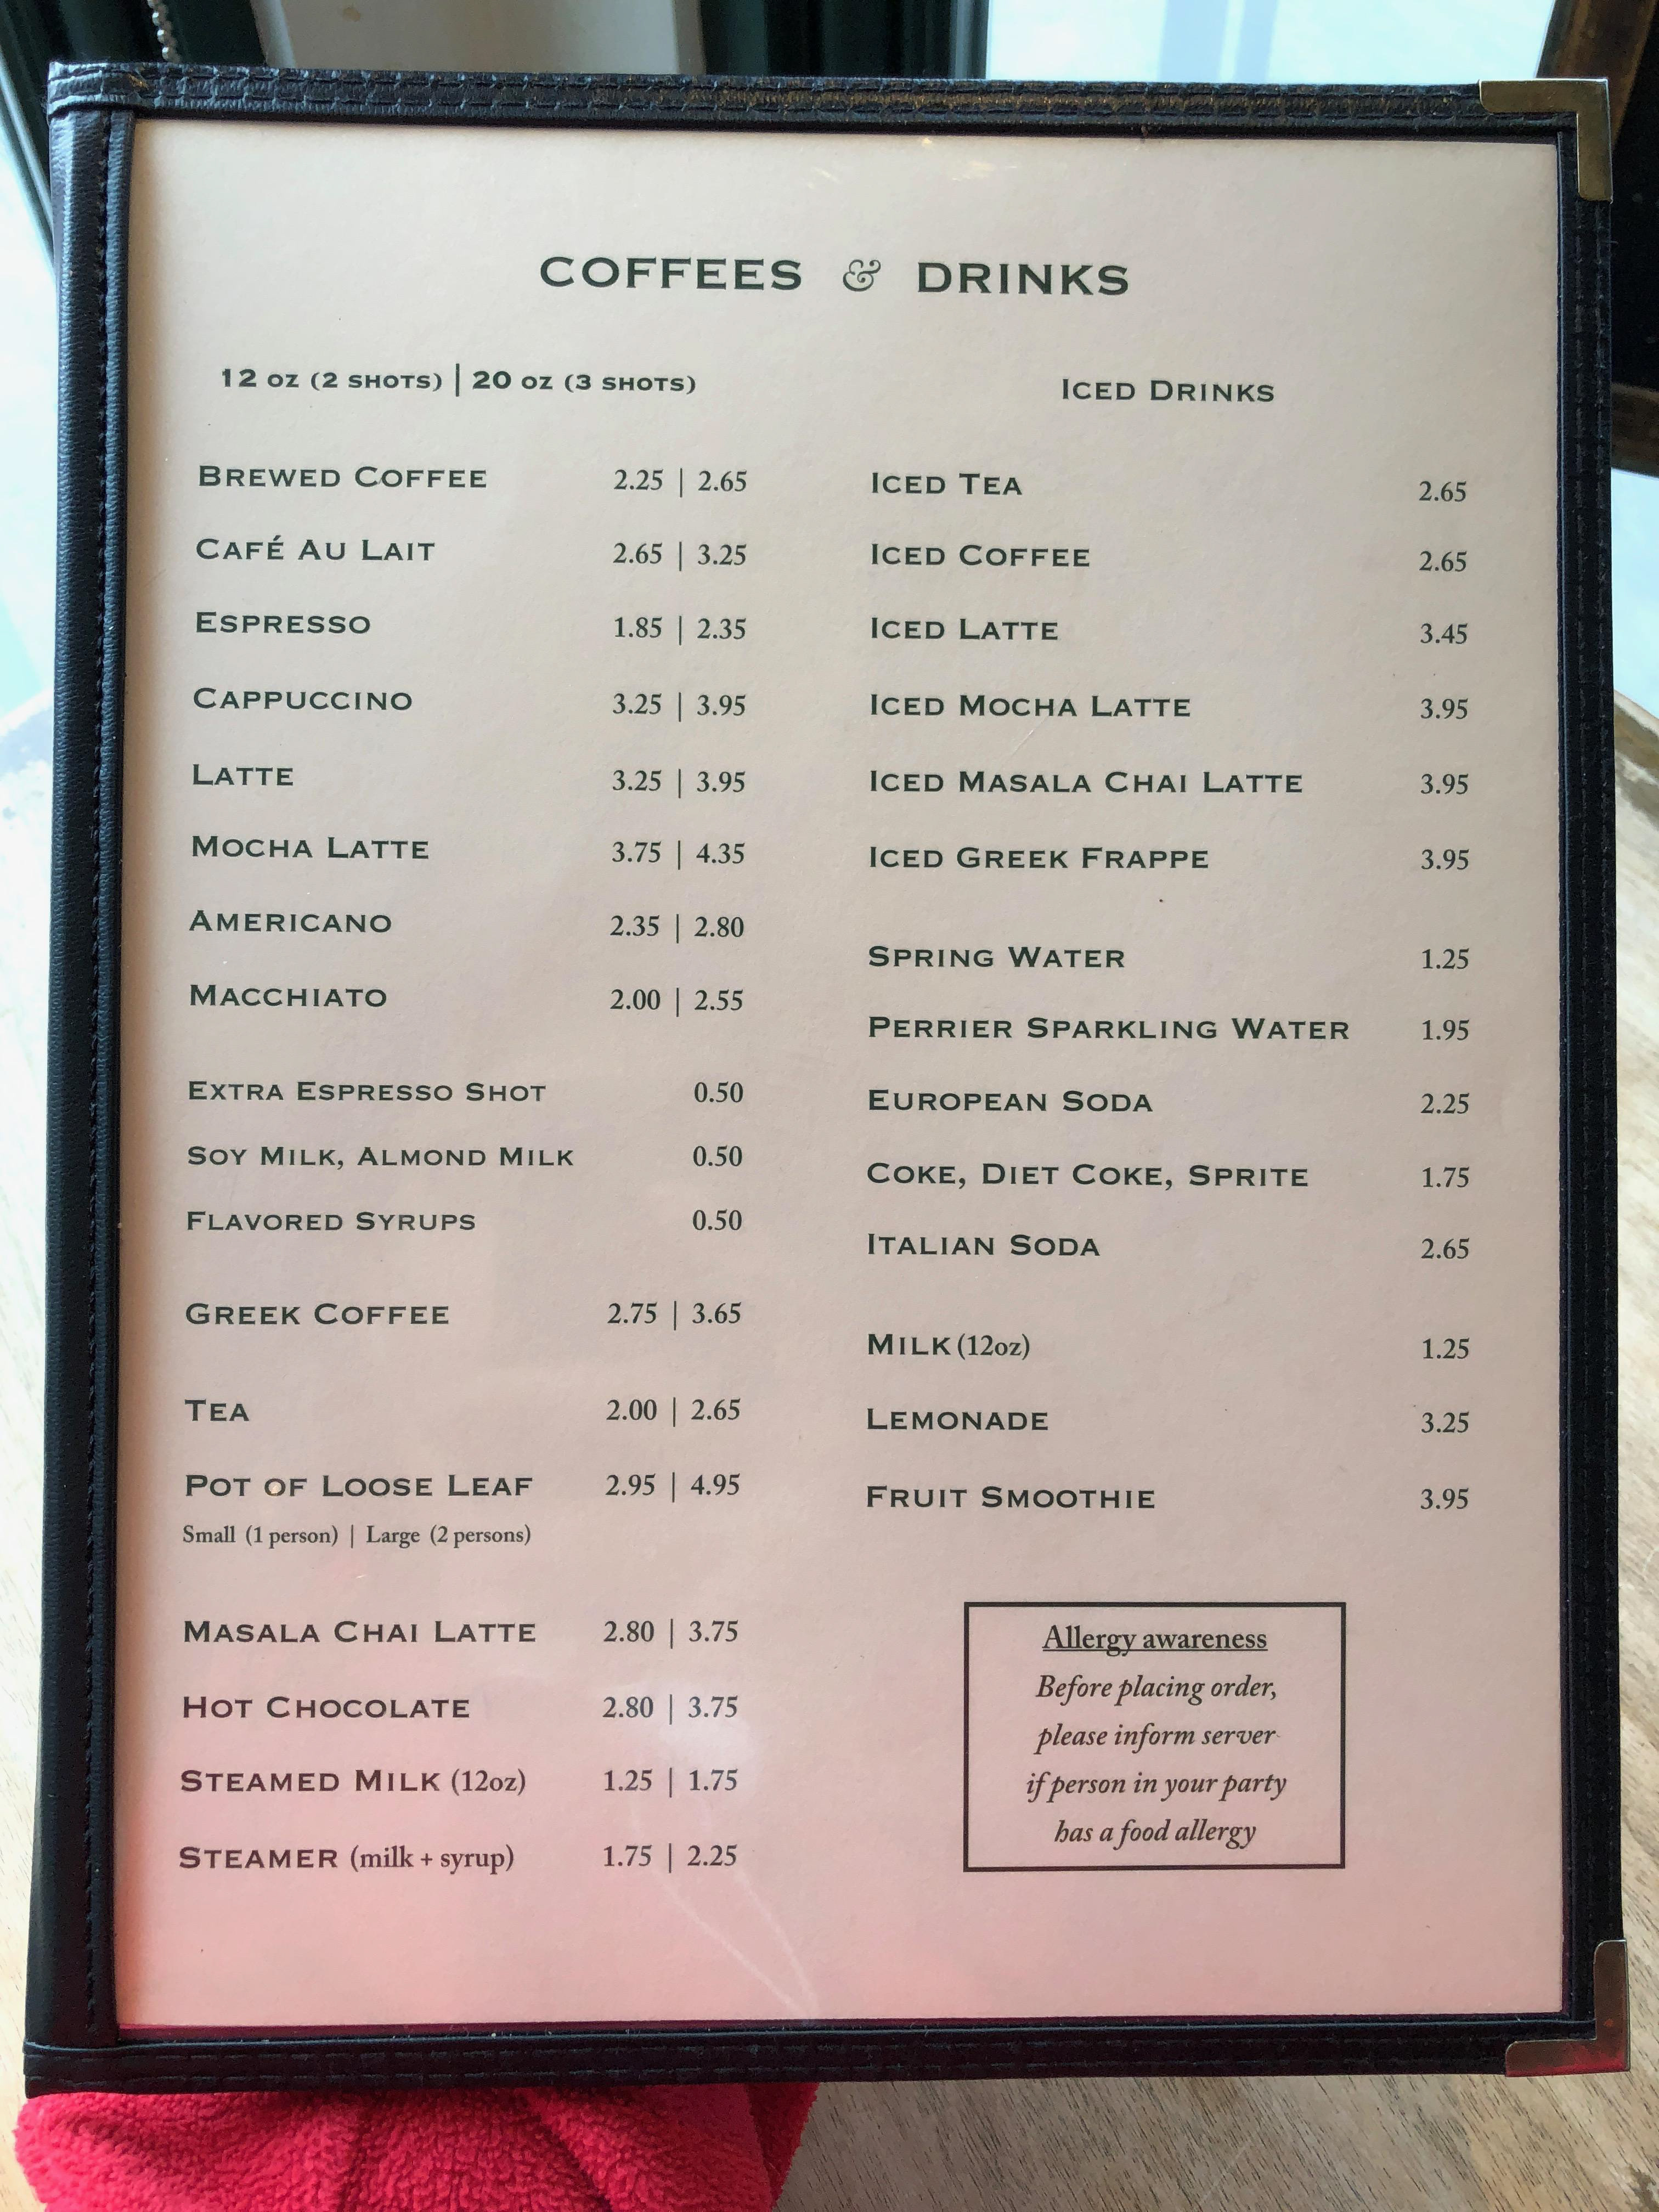 COFFEES & DRINKS
12 OZ (2 SHOTS) | 20 OZ (3 SHOTS)
BREWED COFFEE 2.25 | 2.65
CAFÉ AU LAIT 2.65 | 3.25
ESPRESSO 1.85 | 2.35
CAPPUCCINO 3.25 | 3.95
LATTE 3.25 | 3.95
MOCHA LATTE 3.75 | 4.35
AMERICANO 2.35 | 2.80
MACCHIATO 2.00 | 2.55
EXTRA ESPRESSO SHOT 0.50
SOY MILK, ALMOND MILK 0.50
FLAVORED SYRUPS 0.50
GREEK COFFEE 2.75 | 3.65
TEA 2.00 | 2.65
POT OF LOOSE LEAF 2.95 | 4.95
Small (1 person) | Large (2 persons)
MASALA CHAI LATTE 2.80 | 3.75
HOT CHOCOLATE 2.80 | 3.75
STEAMED MILK (12oz) 1.25 | 1.75
STEAMER (milk + syrup) 1.75 | 2.25
ICED DRINKS
ICED TEA 2.65
ICED COFFEE 2.65
ICED LATTE 3.45
ICED MOCHA LATTE 3.95
ICED MASALA CHAI LATTE 3.95
ICED GREEK FRAPPE 3.95
SPRING WATER 1.25
PERRIER SPARKLING WATER 1.95
EUROPEAN SODA 2.25
COKE, DIET COKE, SPRITE 1.75
ITALIAN SODA 2.65
MILK (12oz) 1.25
LEMONADE 3.25
FRUIT SMOOTHIE 3.95
Allergy awareness
Before placing order,
please inform server
if person in your party
has a food allergy